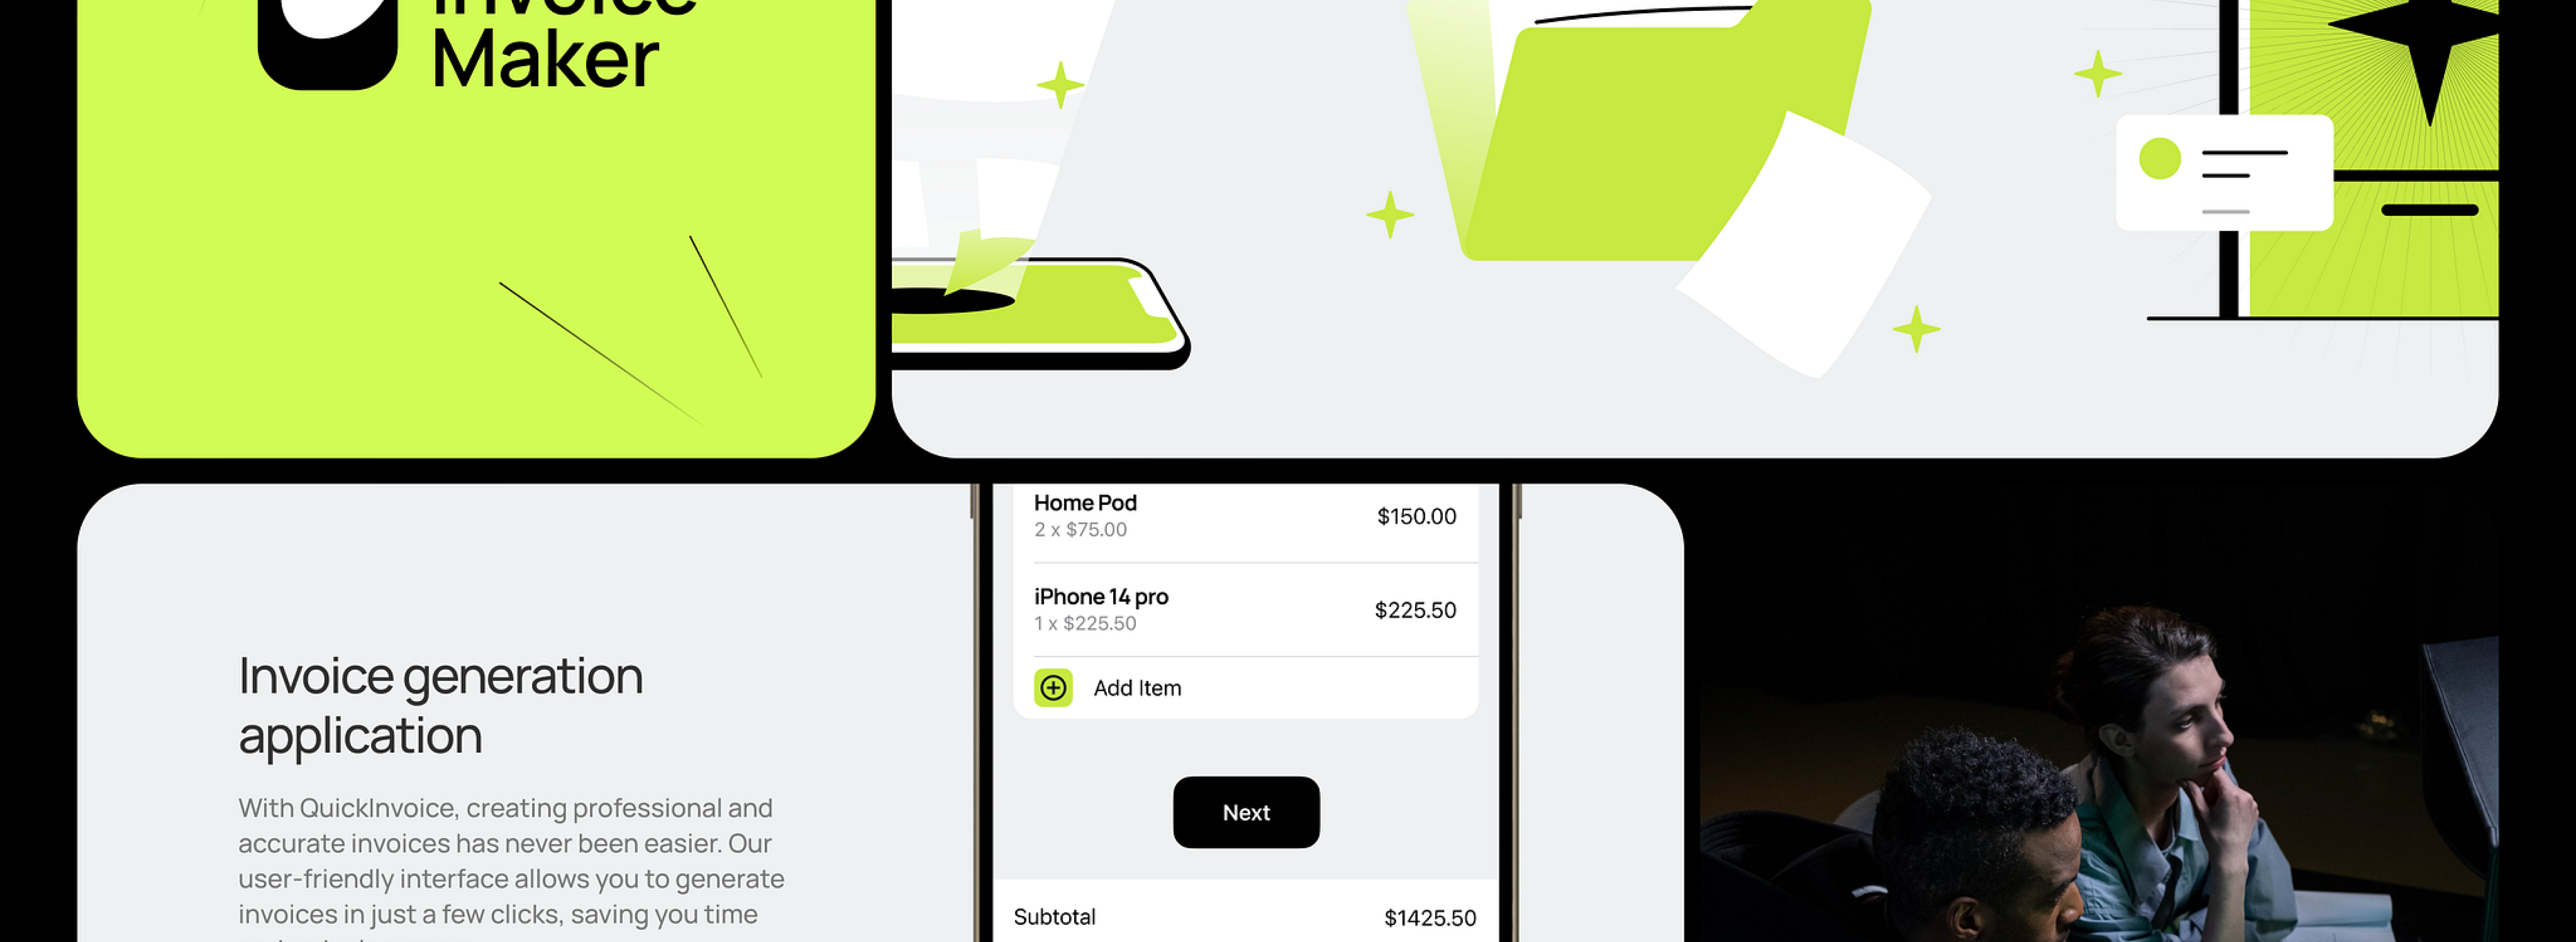 Invoice
Maker
Home Pod
2 x $75.00
$150.00
iPhone 14 pro
1 x $225.50
$225.50
Add Item
Next
Subtotal
$1425.50
Invoice generation
application
With QuickInvoice, creating professional and
accurate invoices has never been easier. Our
user-friendly interface allows you to generate
invoices in just a few clicks, saving you time